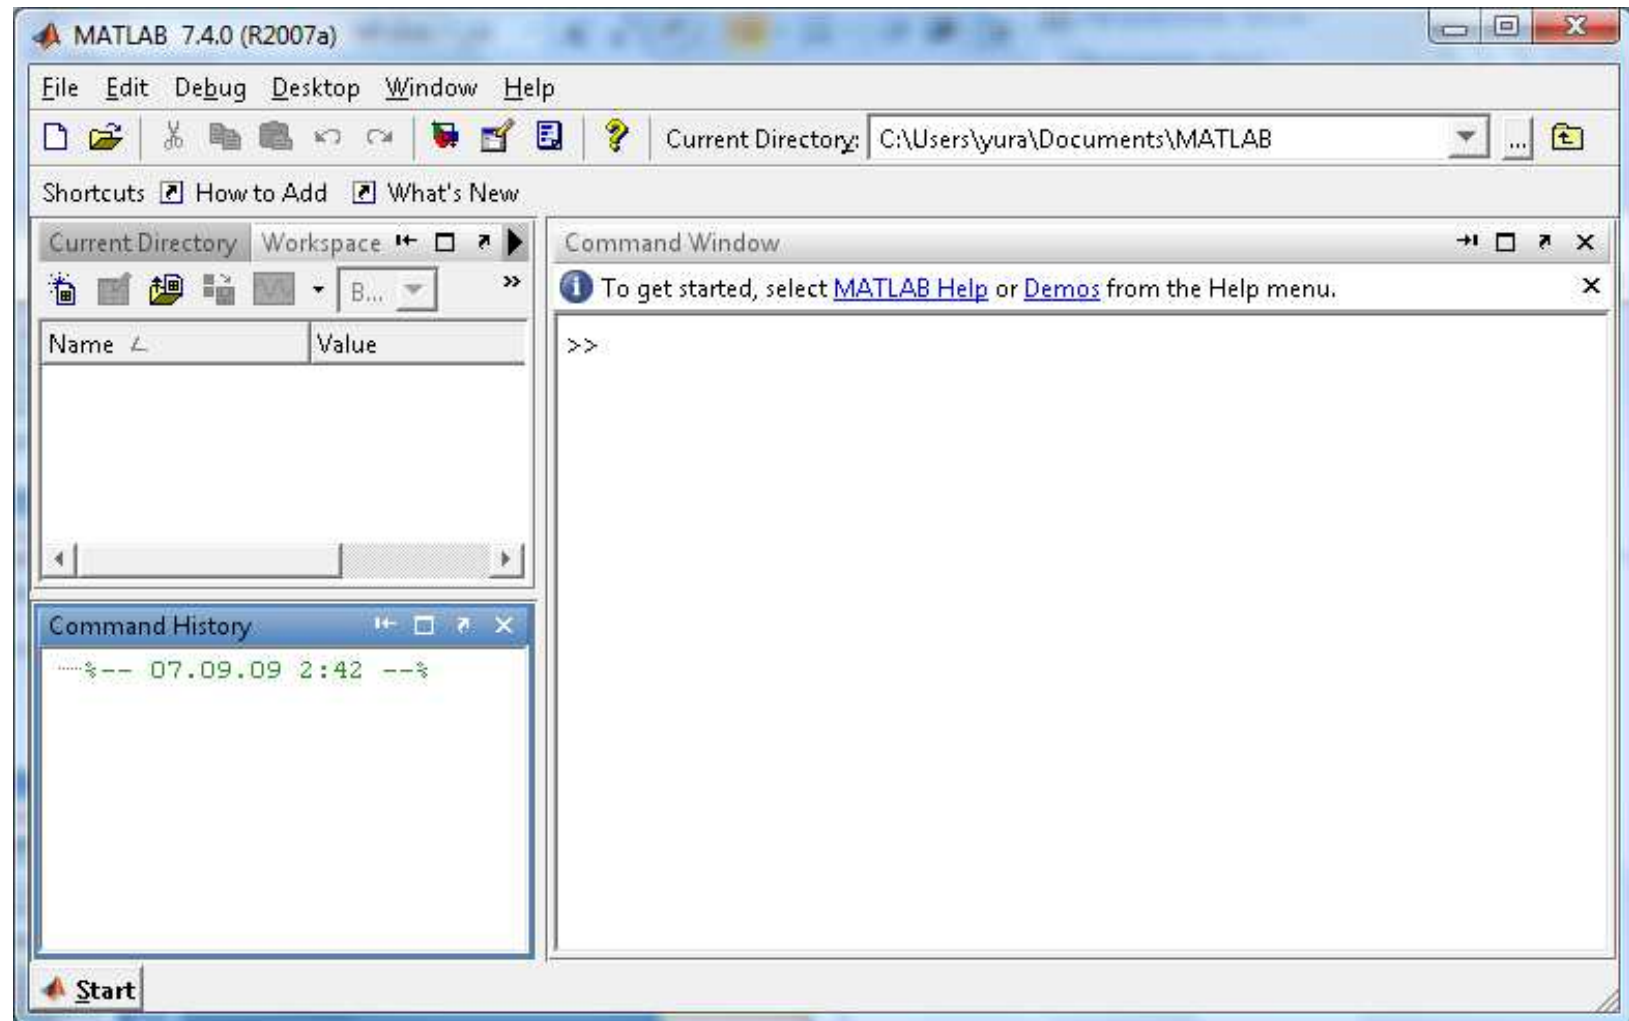 MATLAB 7.4.0 (R2007a)
File Edit Debug Desktop Window Help
Current Directory: C:\Users\yura\Documents\MATLAB ...
Shortcuts How to Add What's New
Current Directory Workspace
B...
Name Value
Command History
%-- 07.09.09 2:42 --%
Command Window
To get started, select MATLAB Help or Demos from the Help menu.
>>
Start